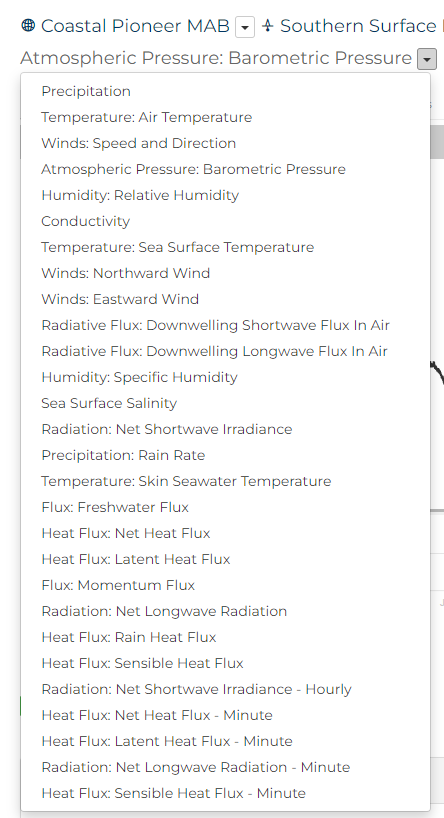 Coastal Pioneer MAB Southern Surface
Atmospheric Pressure: Barometric Pressure
Precipitation
Temperature: Air Temperature
Winds: Speed and Direction
Atmospheric Pressure: Barometric Pressure
Humidity: Relative Humidity
Conductivity
Temperature: Sea Surface Temperature
Winds: Northward Wind
Winds: Eastward Wind
Radiative Flux: Downwelling Shortwave Flux In Air
Radiative Flux: Downwelling Longwave Flux In Air
Humidity: Specific Humidity
Sea Surface Salinity
Radiation: Net Shortwave Irradiance
Precipitation: Rain Rate
Temperature: Skin Seawater Temperature
Flux: Freshwater Flux
Heat Flux: Net Heat Flux
Heat Flux: Latent Heat Flux
Flux: Momentum Flux
Radiation: Net Longwave Radiation
Heat Flux: Rain Heat Flux
Heat Flux: Sensible Heat Flux
Radiation: Net Shortwave Irradiance - Hourly
Heat Flux: Net Heat Flux - Minute
Heat Flux: Latent Heat Flux - Minute
Radiation: Net Longwave Radiation - Minute
Heat Flux: Sensible Heat Flux - Minute